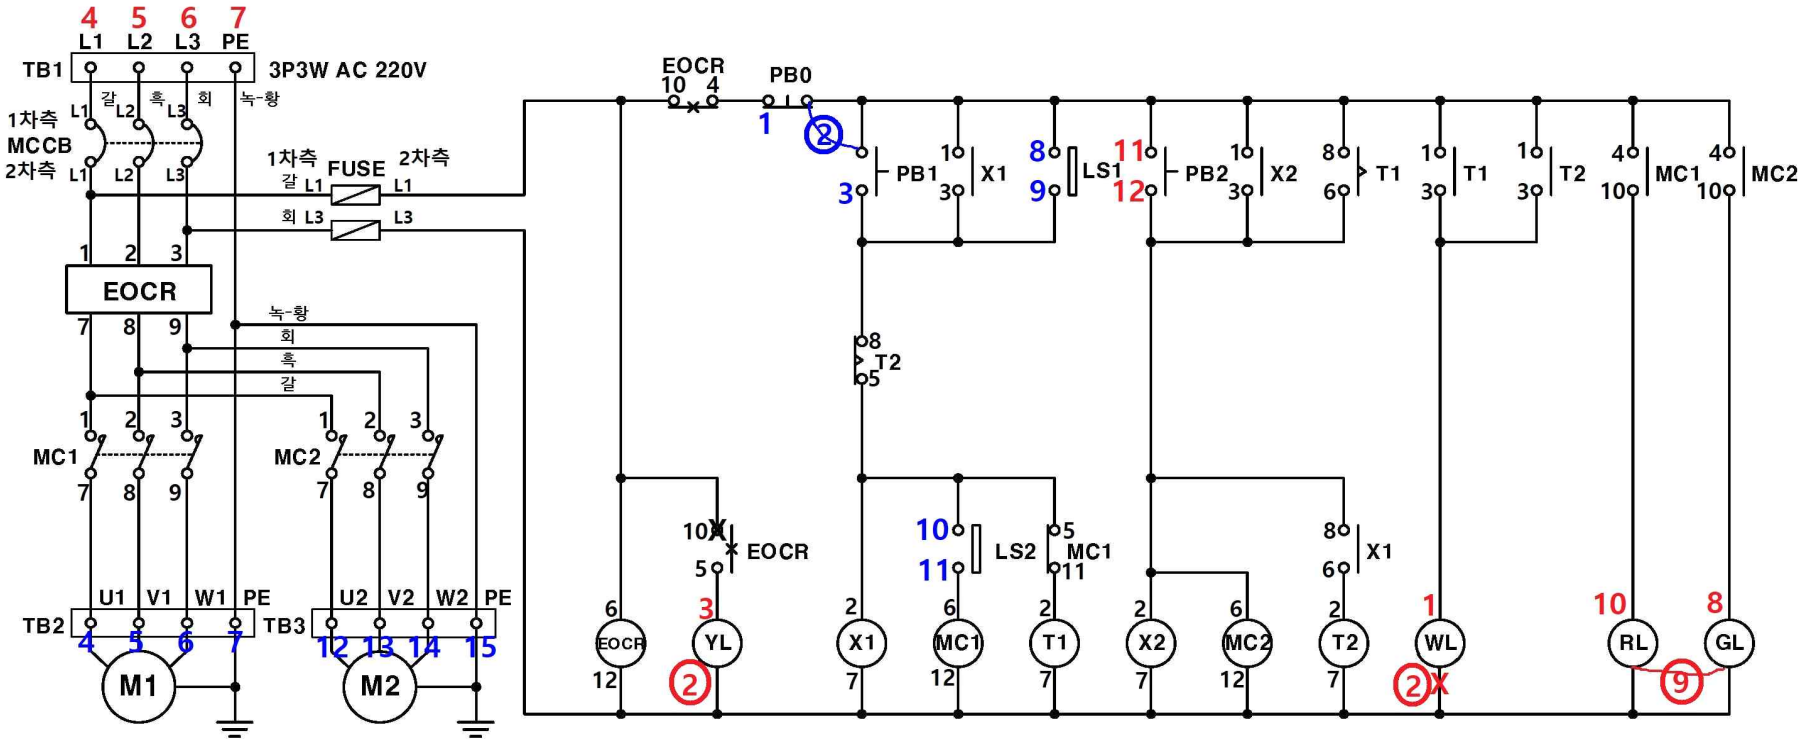 4 5 6 7
L1 L2 L3 PE
TB1 3P3W AC 220V
갈 흑 회 녹-황
L1 L2 L3
1차측
MCCB
2차측
L1 L2 L3
1차측 FUSE 2차측
갈 L1 L1
회 L3 L3
1 2 3
EOCR
7 8 9
녹-황
회
흑
갈
1 2 3 1 2 3
MC1 MC2
7 8 9 7 8 9
U1 V1 W1 PE U2 V2 W2 PE
TB2 TB3
4 5 6 7 12 13 14 15
M1 M2
EOCR PB0
10 4
1 2
1 1 8 11 1 8 1 1 4 4
PB1 X1 LS1 PB2 X2 T1 T1 T2 MC1 MC2
3 3 9 12 3 6 3 3 10 10
8
T2
5
10 X 10 5 8
EOCR LS2 MC1 X1
5 11 11 6
6 3 2 6 2 2 6 2 1 10 8
EOCR YL X1 MC1 T1 X2 MC2 T2 WL RL GL
12 2 7 12 7 7 12 7 2 X 9